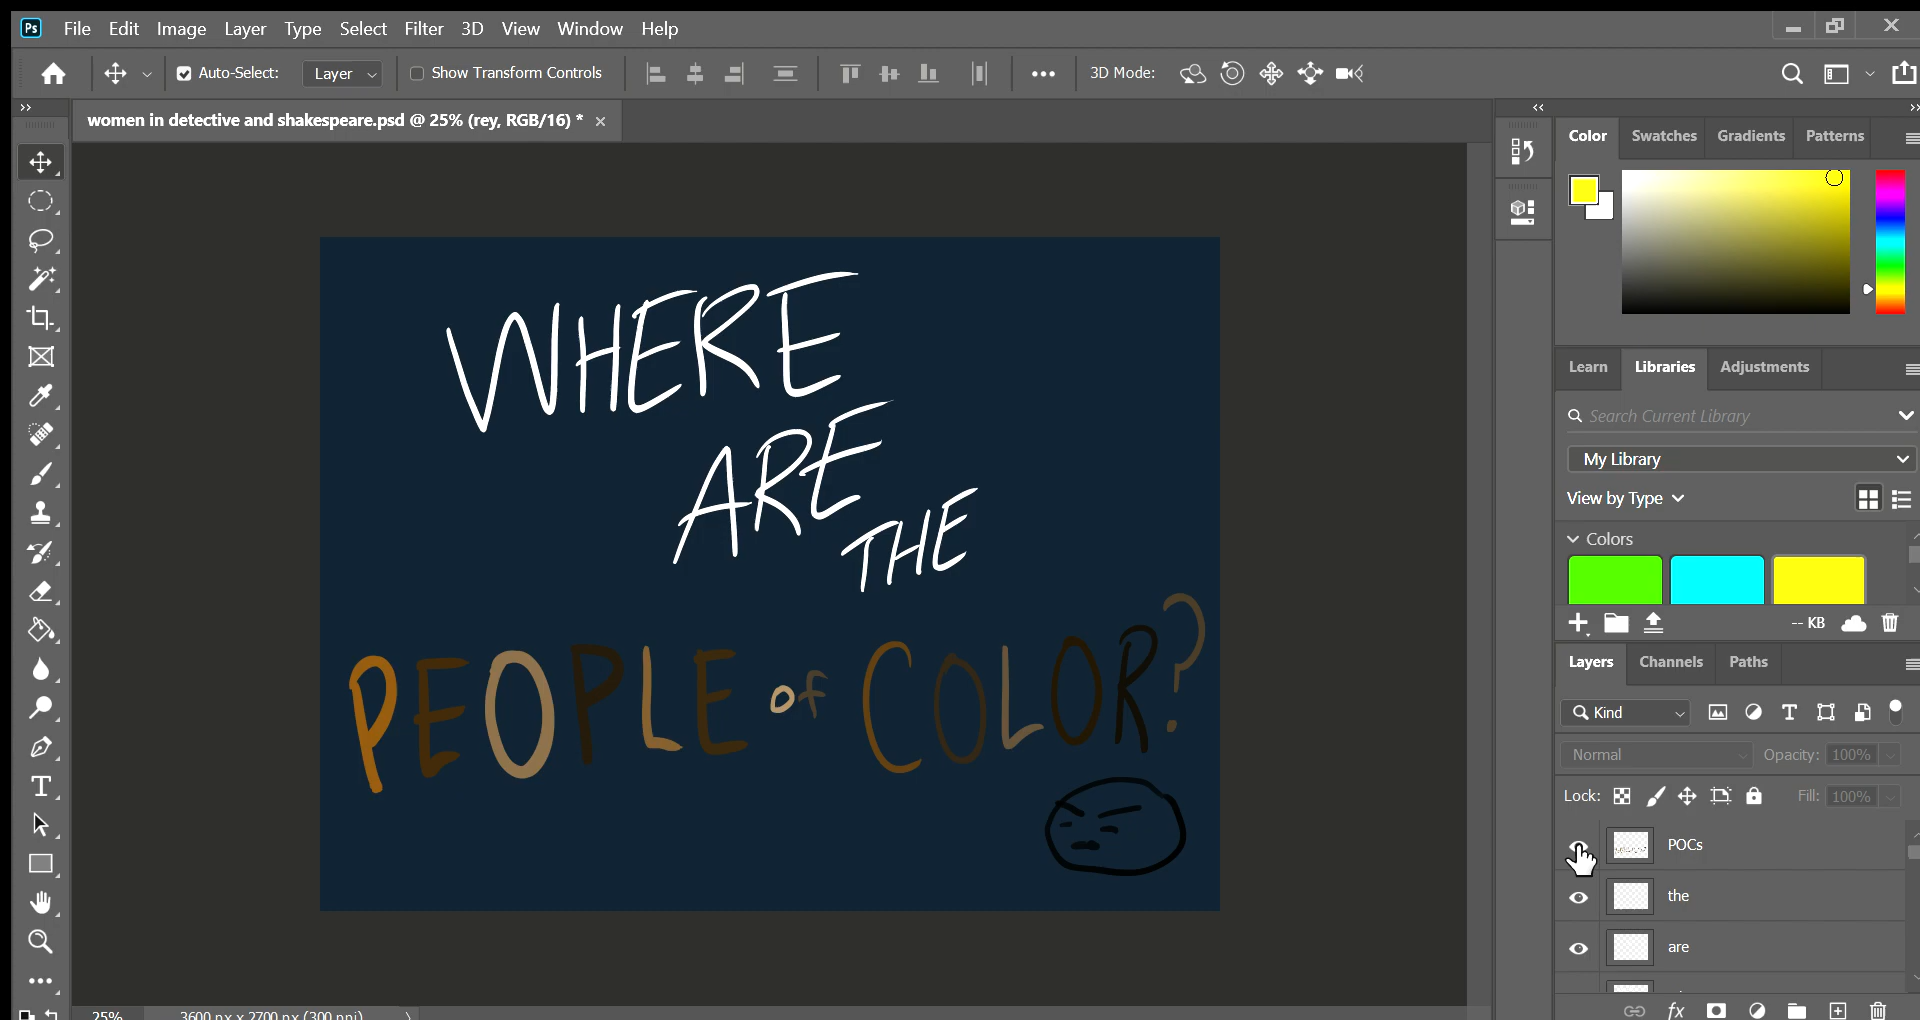 Ps File Edit Image Layer Type Select Filter 3D View Window Help
Auto-Select: Layer Show Transform Controls 3D Mode:
women in detective and shakespeare.psd @ 25% (rey, RGB/16) *
WHERE
ARE
THE
PEOPLE of COLOR?
25% 3600 px x 2700 px (300 ppi)
Color Swatches Gradients Patterns
Learn Libraries Adjustments
Search Current Library
My Library
View by Type
Colors
-- KB
Layers Channels Paths
Kind
Normal Opacity: 100%
Lock: Fill: 100%
POCs
the
are
fx